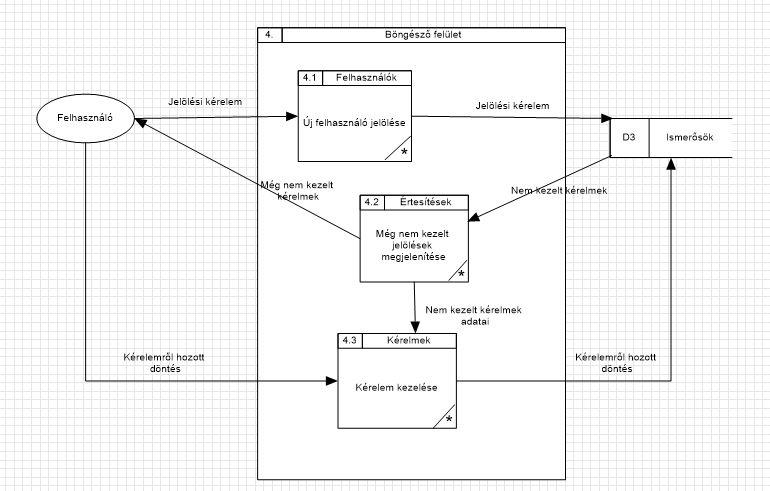 4. Böngésző felület
4.1 Felhasználók
Jelölési kérelem
Jelölési kérelem
Felhasználó
Új felhasználó jelölése
*
D3 Ismerősök
Még nem kezelt
kérelmek
Nem kezelt kérelmek
4.2 Értesítések
Még nem kezelt
jelölések
megjelenítése
*
Nem kezelt kérelmek
adatai
4.3 Kérelmek
Kérelemről hozott
döntés
Kérelemről hozott
döntés
Kérelem kezelése
*